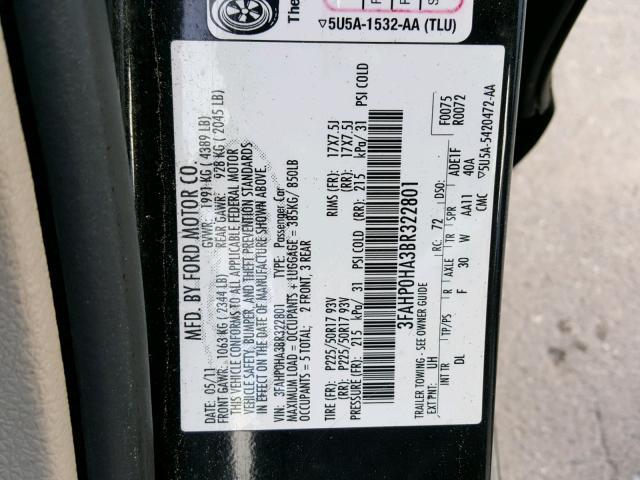 The
5U5A-1532-AA (TLU)
MFD. BY FORD MOTOR CO.
DATE: 05/11 GVWR: 1991 KG ( 4389 LB)
FRONT GAWR: 1063 KG ( 2344 LB) REAR GAWR: 928 KG ( 2045 LB)
THIS VEHICLE CONFORMS TO ALL APPLICABLE FEDERAL MOTOR
VEHICLE SAFETY, BUMPER, AND THEFT PREVENTION STANDARDS
IN EFFECT ON THE DATE OF MANUFACTURE SHOWN ABOVE.
VIN: 3FAHP0HA3BR322801 TYPE: Passenger Car
MAXIMUM LOAD = OCCUPANTS + LUGGAGE = 385KG/ 850LB
OCCUPANTS = 5 TOTAL; 2 FRONT, 3 REAR
TIRE (FR): P225/50R17 93V RIMS (FR): 17X7.5J
TIRE (RR): P225/50R17 93V RIMS (RR): 17X7.5J
PRESSURE (FR): 215 kPa/ 31 PSI COLD (RR): 215 kPa/ 31 PSI COLD
3FAHP0HA3BR322801
TRAILER TOWING - SEE OWNER GUIDE F0075
EXT PNT: UH RC: 72 DSO: R0072
INT TR TP/PS R AXLE TR SPR ADE1F
DL F 30 W AA11 40A
CMC 5U5A-5420472-AA